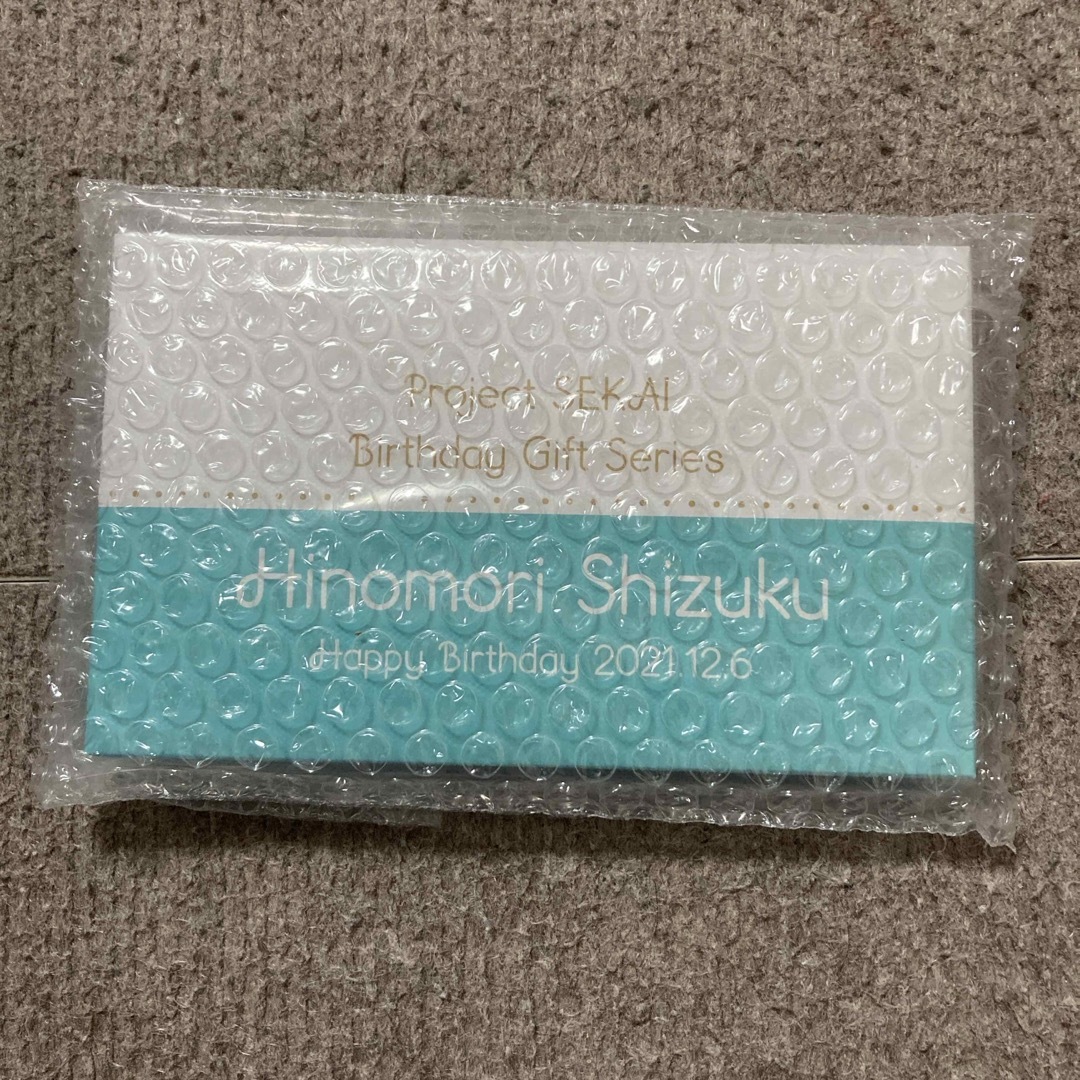 Project SEKAI
Birthday Gift Series
Hinomori Shizuku
Happy Birthday 2021.12.6